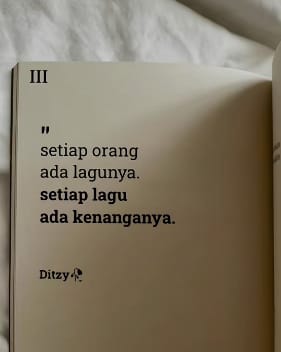 III
"
setiap orang
ada lagunya.
setiap lagu
ada kenanganya.
Ditzy🥀